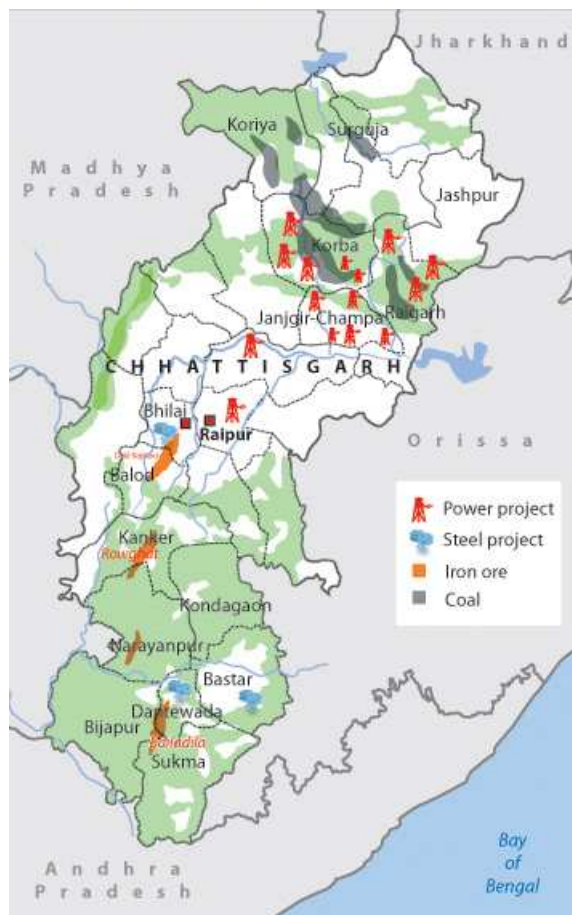 Jharkhand
Koriya
Surguja
Madhya
Pradesh
Jashpur
Korba
Janjgir-Champa
Raigarh
CHHATTISGARH
Bhilai
Raipur
Orissa
Balod
Power project
Steel project
Iron ore
Coal
Kanker
Rowghat
Kondagaon
Narayanpur
Bastar
Dantewada
Bijapur
Bailadila
Sukma
Andhra
Pradesh
Bay
of
Bengal